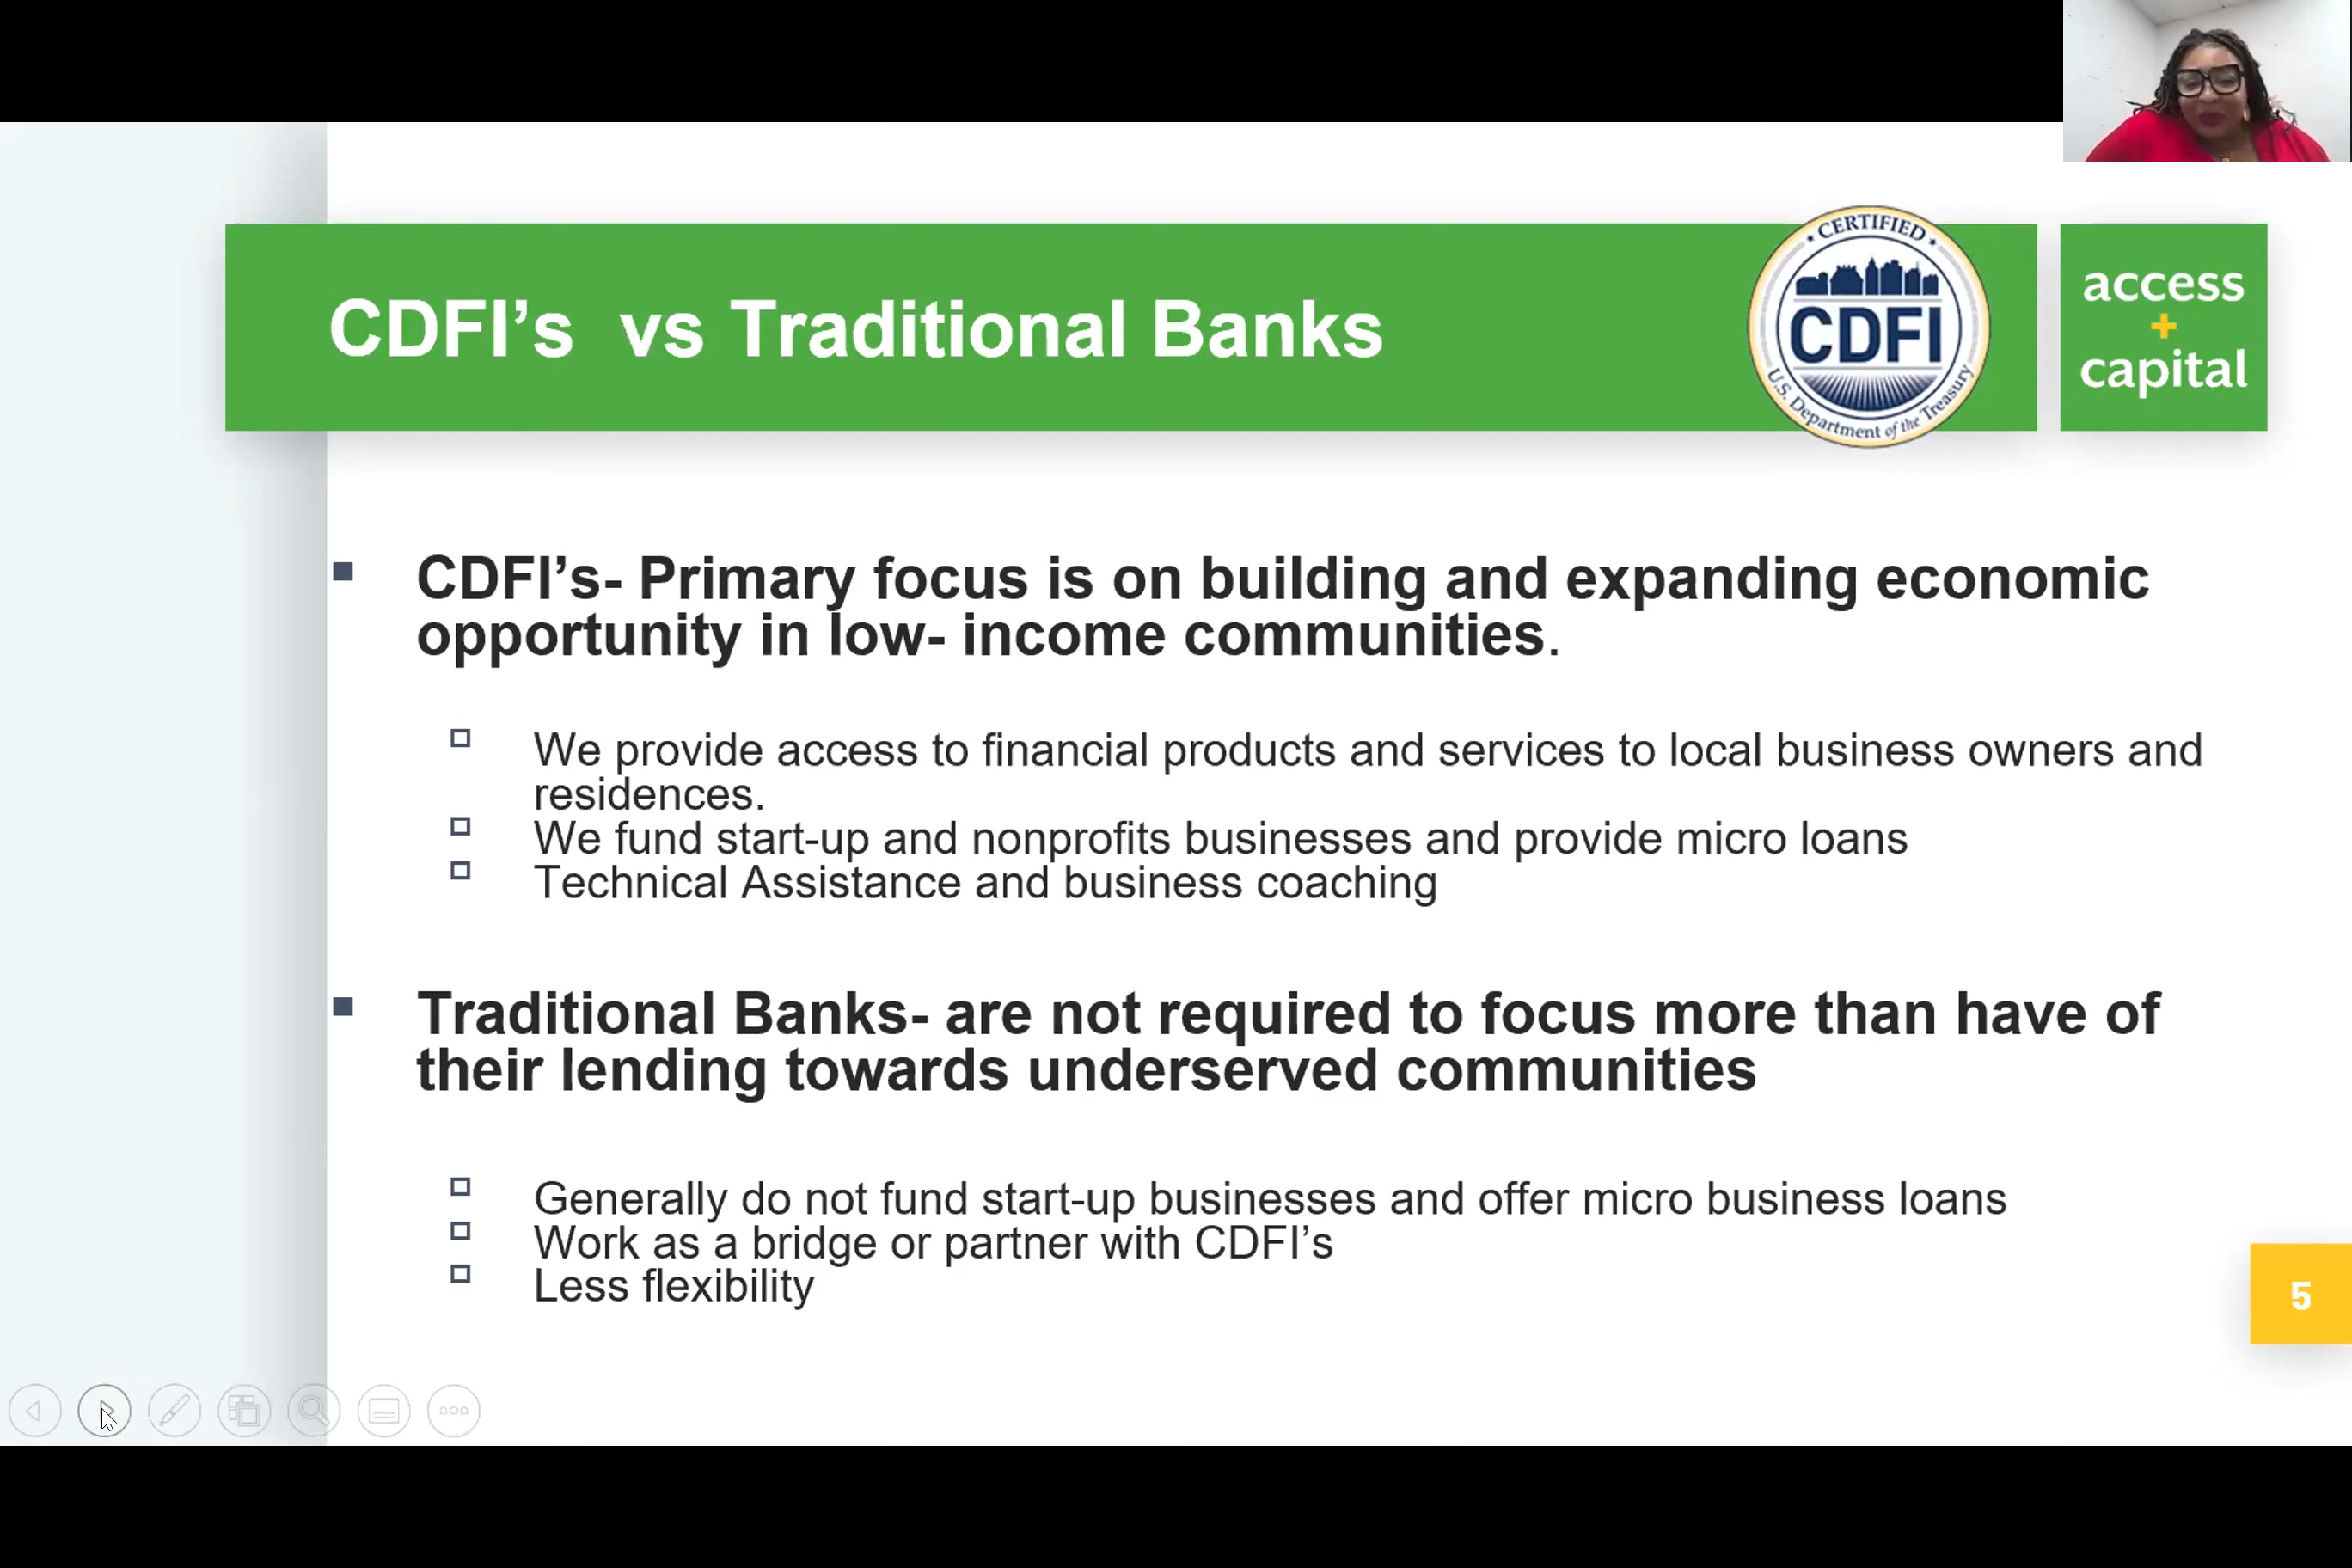 CDFI’s  vs Traditional Banks
CERTIFIED
CDFI
U.S. Department of the Treasury
access
+
capital
CDFI’s- Primary focus is on building and expanding economic
opportunity in low- income communities.
We provide access to financial products and services to local business owners and
residences.
We fund start-up and nonprofits businesses and provide micro loans
Technical Assistance and business coaching
Traditional Banks- are not required to focus more than have of
their lending towards underserved communities
Generally do not fund start-up businesses and offer micro business loans
Work as a bridge or partner with CDFI’s
Less flexibility
5